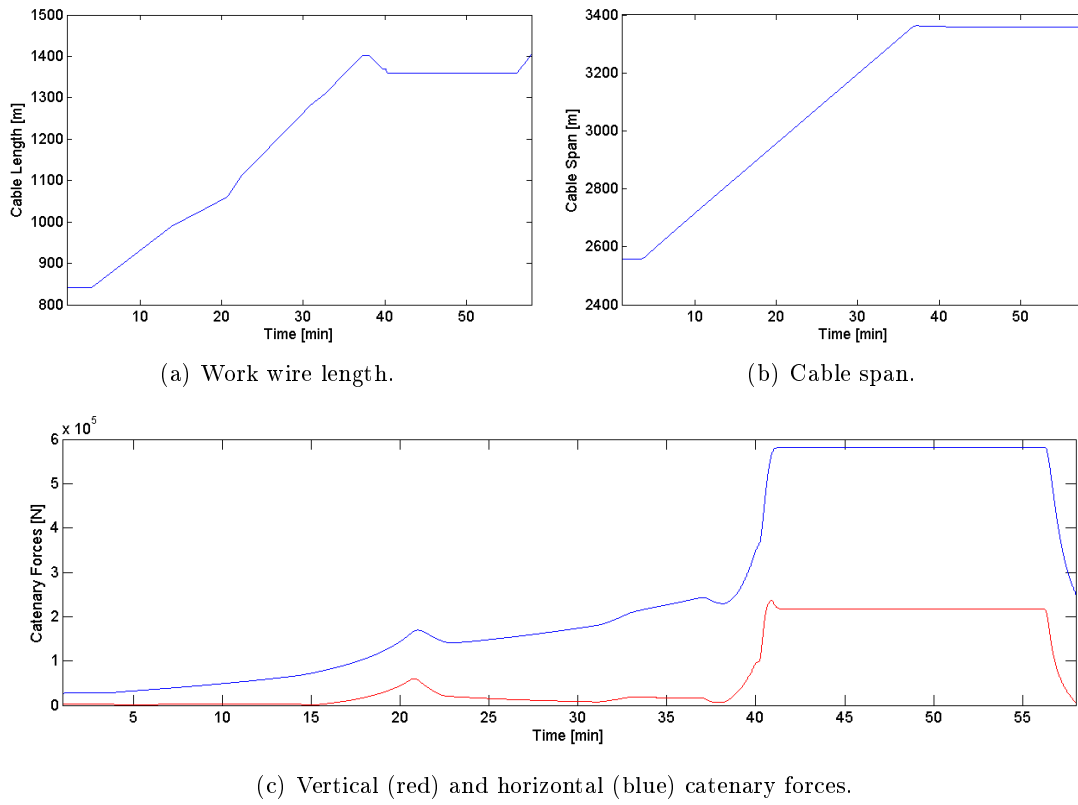 1500
1400
1300
1200
1100
1000
900
800
Cable Length [m]
10 20 30 40 50
Time [min]
(a) Work wire length.
3400
3200
3000
2800
2600
2400
Cable Span [m]
10 20 30 40 50
Time [min]
(b) Cable span.
x 10^5
6
5
4
3
2
1
0
Catenary Forces [N]
5 10 15 20 25 30 35 40 45 50 55
Time [min]
(c) Vertical (red) and horizontal (blue) catenary forces.